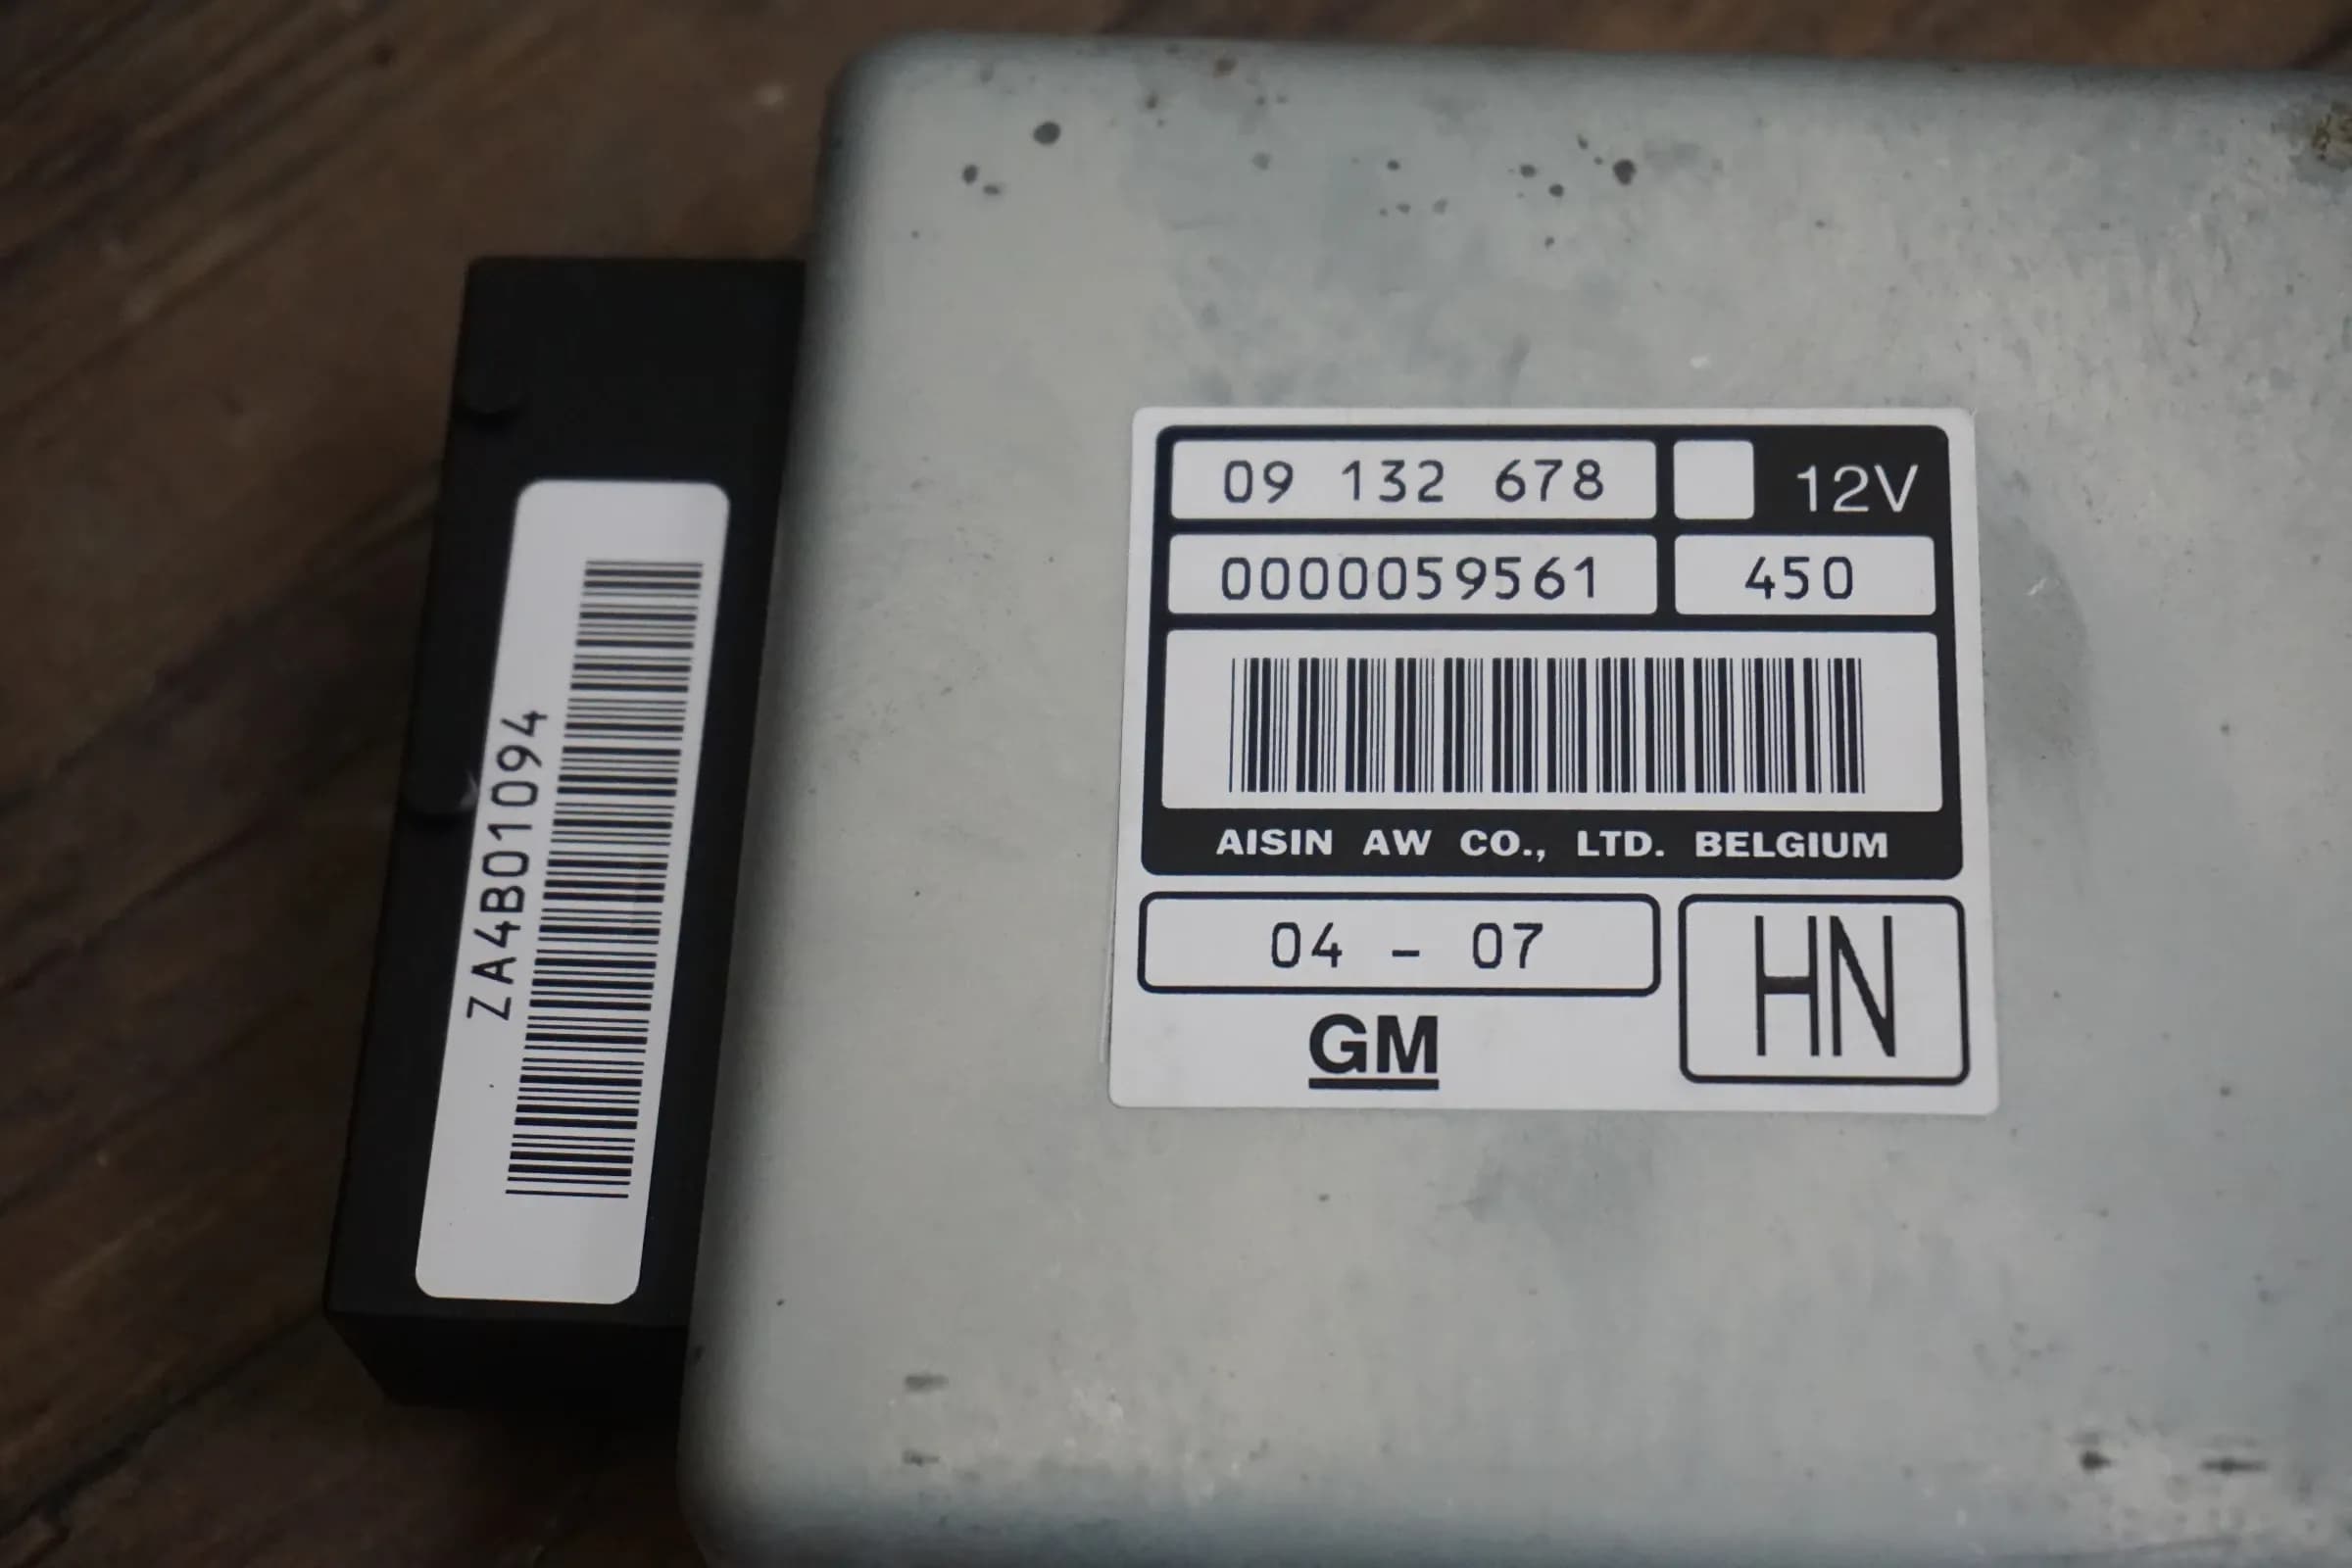 ZA4B01094
09 132 678 12V
0000059561 450
AISIN AW CO., LTD. BELGIUM
04 - 07
HN
GM